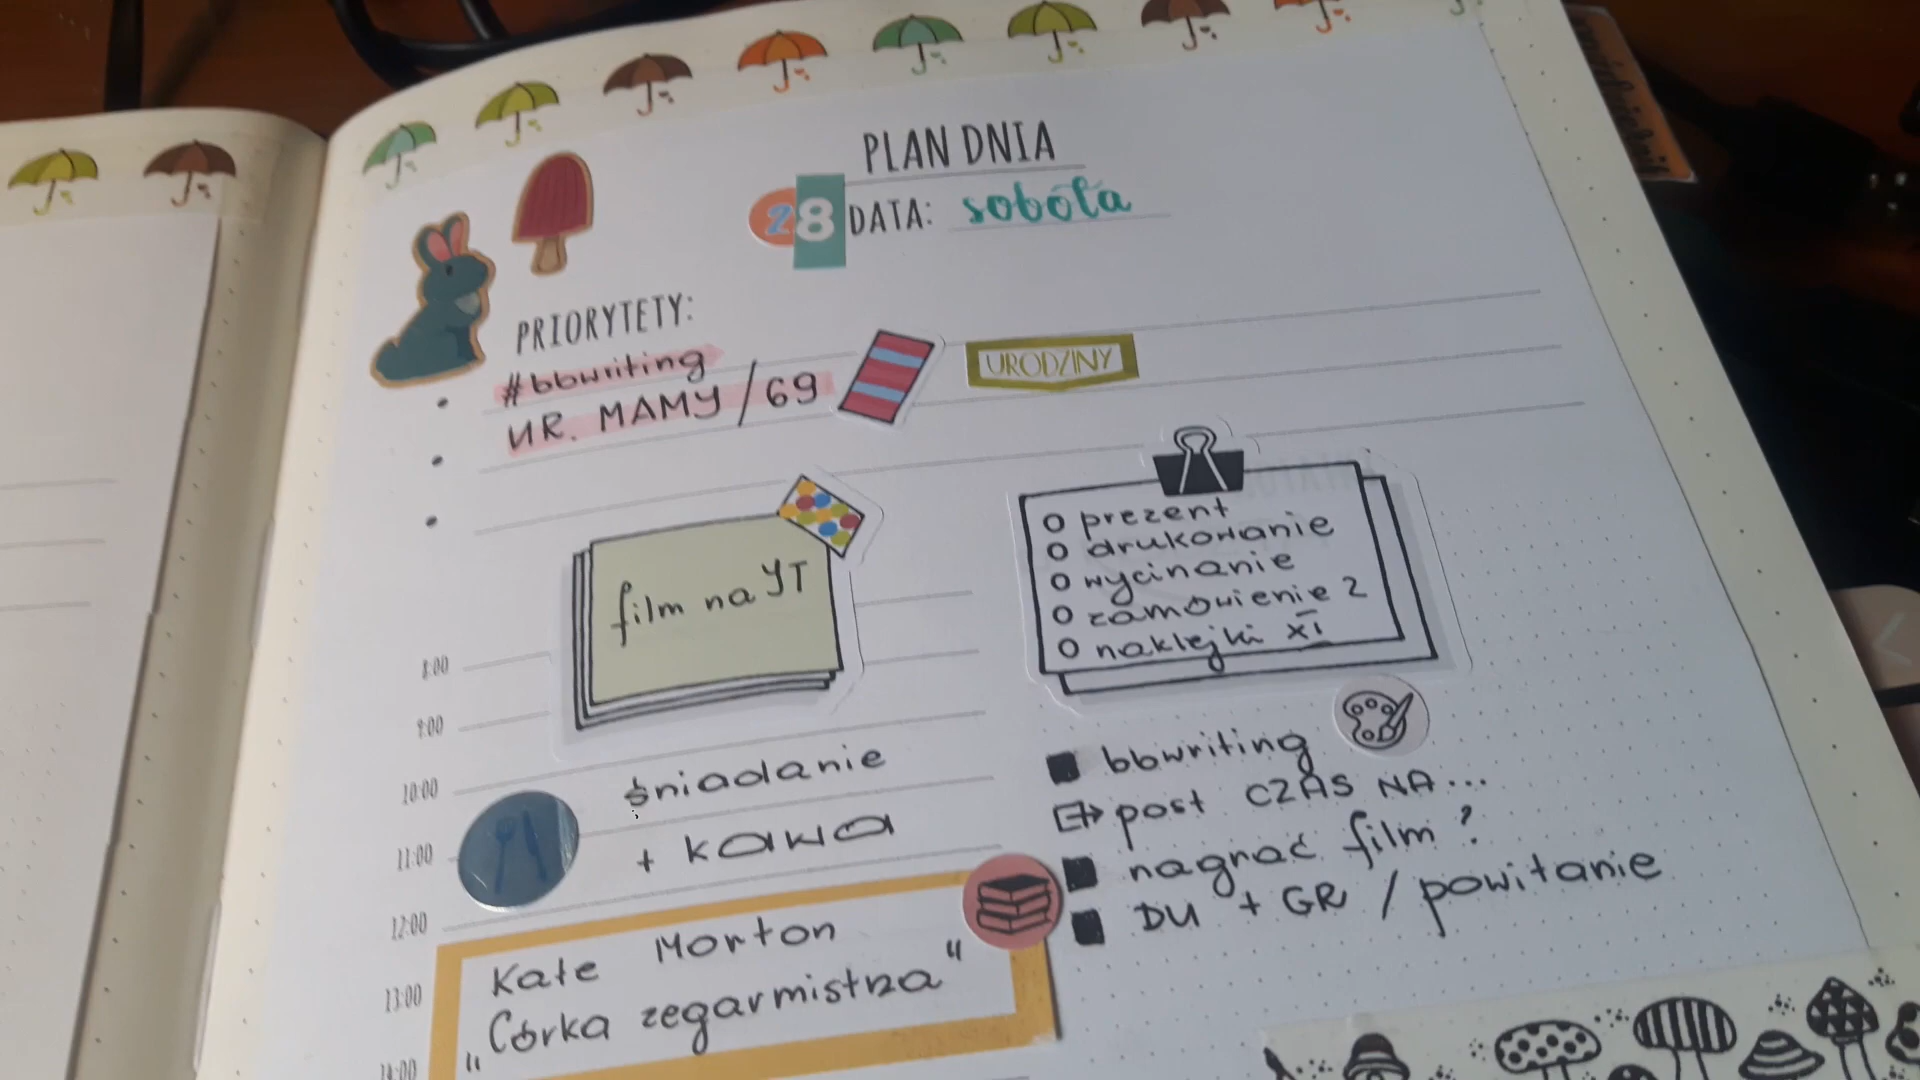 PLAN DNIA
28 DATA: sobota
PRIORYTETY:
#bbwriting
UR. MAMY / 69
URODZINY
film na YT
o prezent
o drukowanie
o wycinanie
o zamówienie 2
o naklejki XI
8:00
9:00
10:00
śniadanie
11:00
+ kawa
12:00
Kate Morton
13:00
„Córka zegarmistrza"
14:00
bbwriting
post CZAS NA...
nagrać film ?
DU + GR / powitanie